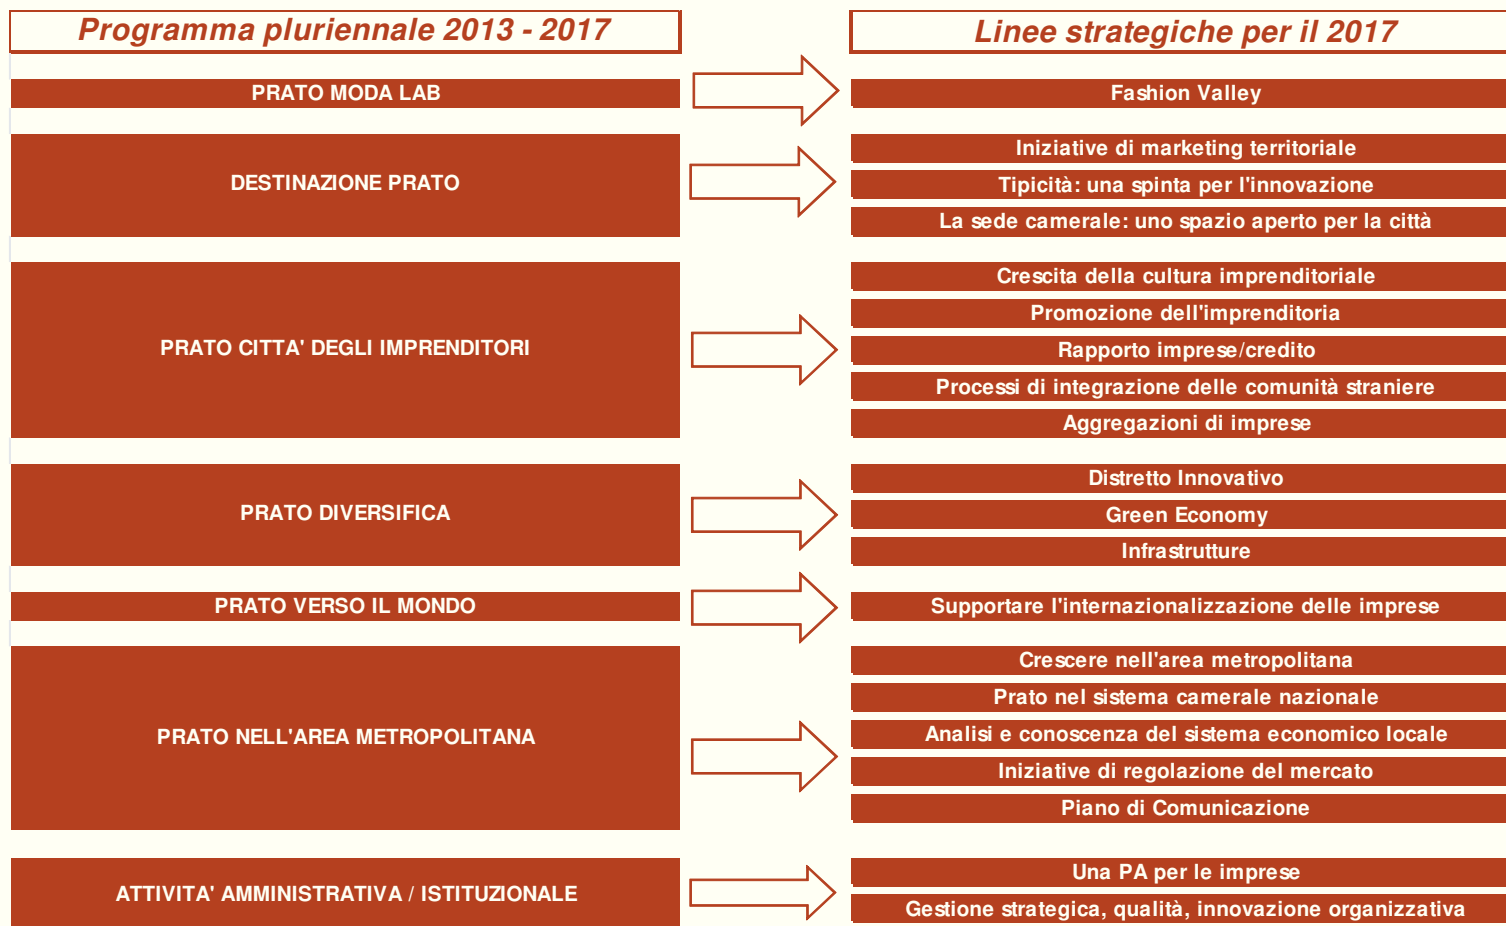 Programma pluriennale 2013 - 2017
Linee strategiche per il 2017
PRATO MODA LAB
Fashion Valley
DESTINAZIONE PRATO
Iniziative di marketing territoriale
Tipicità: una spinta per l'innovazione
La sede camerale: uno spazio aperto per la città
PRATO CITTA' DEGLI IMPRENDITORI
Crescita della cultura imprenditoriale
Promozione dell'imprenditoria
Rapporto imprese/credito
Processi di integrazione delle comunità straniere
Aggregazioni di imprese
PRATO DIVERSIFICA
Distretto Innovativo
Green Economy
Infrastrutture
PRATO VERSO IL MONDO
Supportare l'internazionalizzazione delle imprese
PRATO NELL'AREA METROPOLITANA
Crescere nell'area metropolitana
Prato nel sistema camerale nazionale
Analisi e conoscenza del sistema economico locale
Iniziative di regolazione del mercato
Piano di Comunicazione
ATTIVITA' AMMINISTRATIVA / ISTITUZIONALE
Una PA per le imprese
Gestione strategica, qualità, innovazione organizzativa